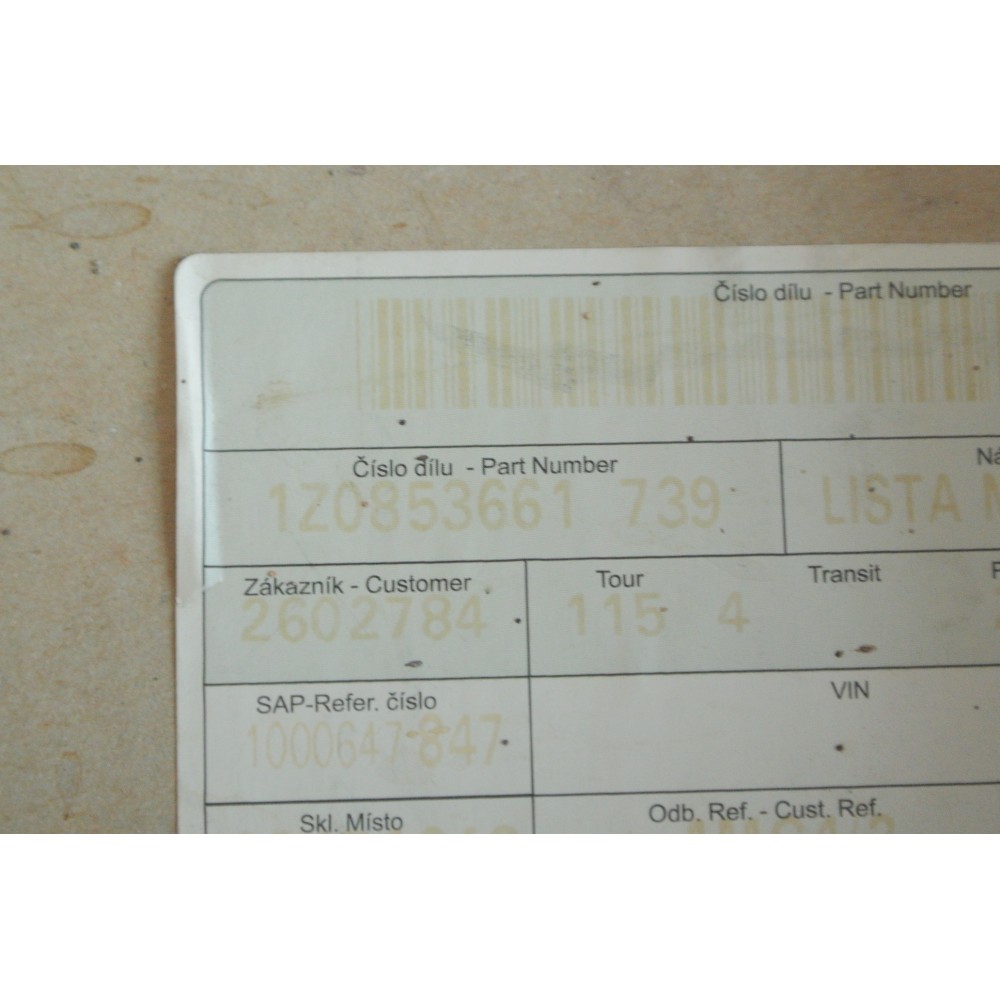 Číslo dílu - Part Number
Číslo dílu - Part Number
1Z0853661 739
LISTA
Zákazník - Customer
2602784
Tour
115 4
Transit
SAP-Refer. číslo
1000647847
VIN
Skl. Místo
Odb. Ref. - Cust. Ref.